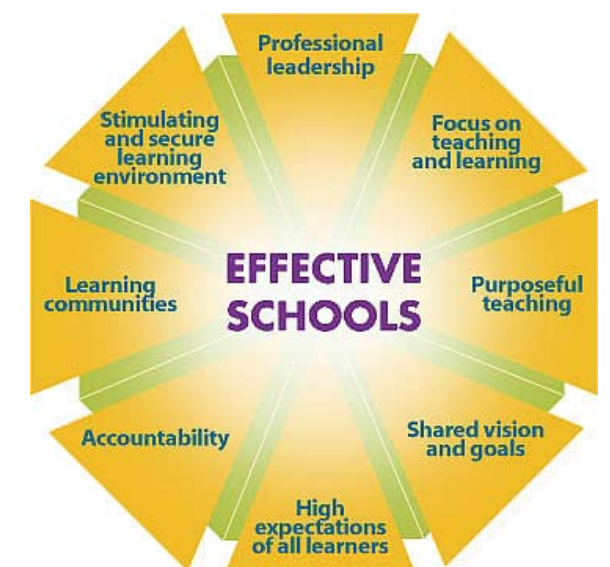 Professional
leadership
Focus on
teaching
and learning
Purposeful
teaching
Shared vision
and goals
High
expectations
of all learners
Accountability
Learning
communities
Stimulating
and secure
learning
environment
EFFECTIVE
SCHOOLS